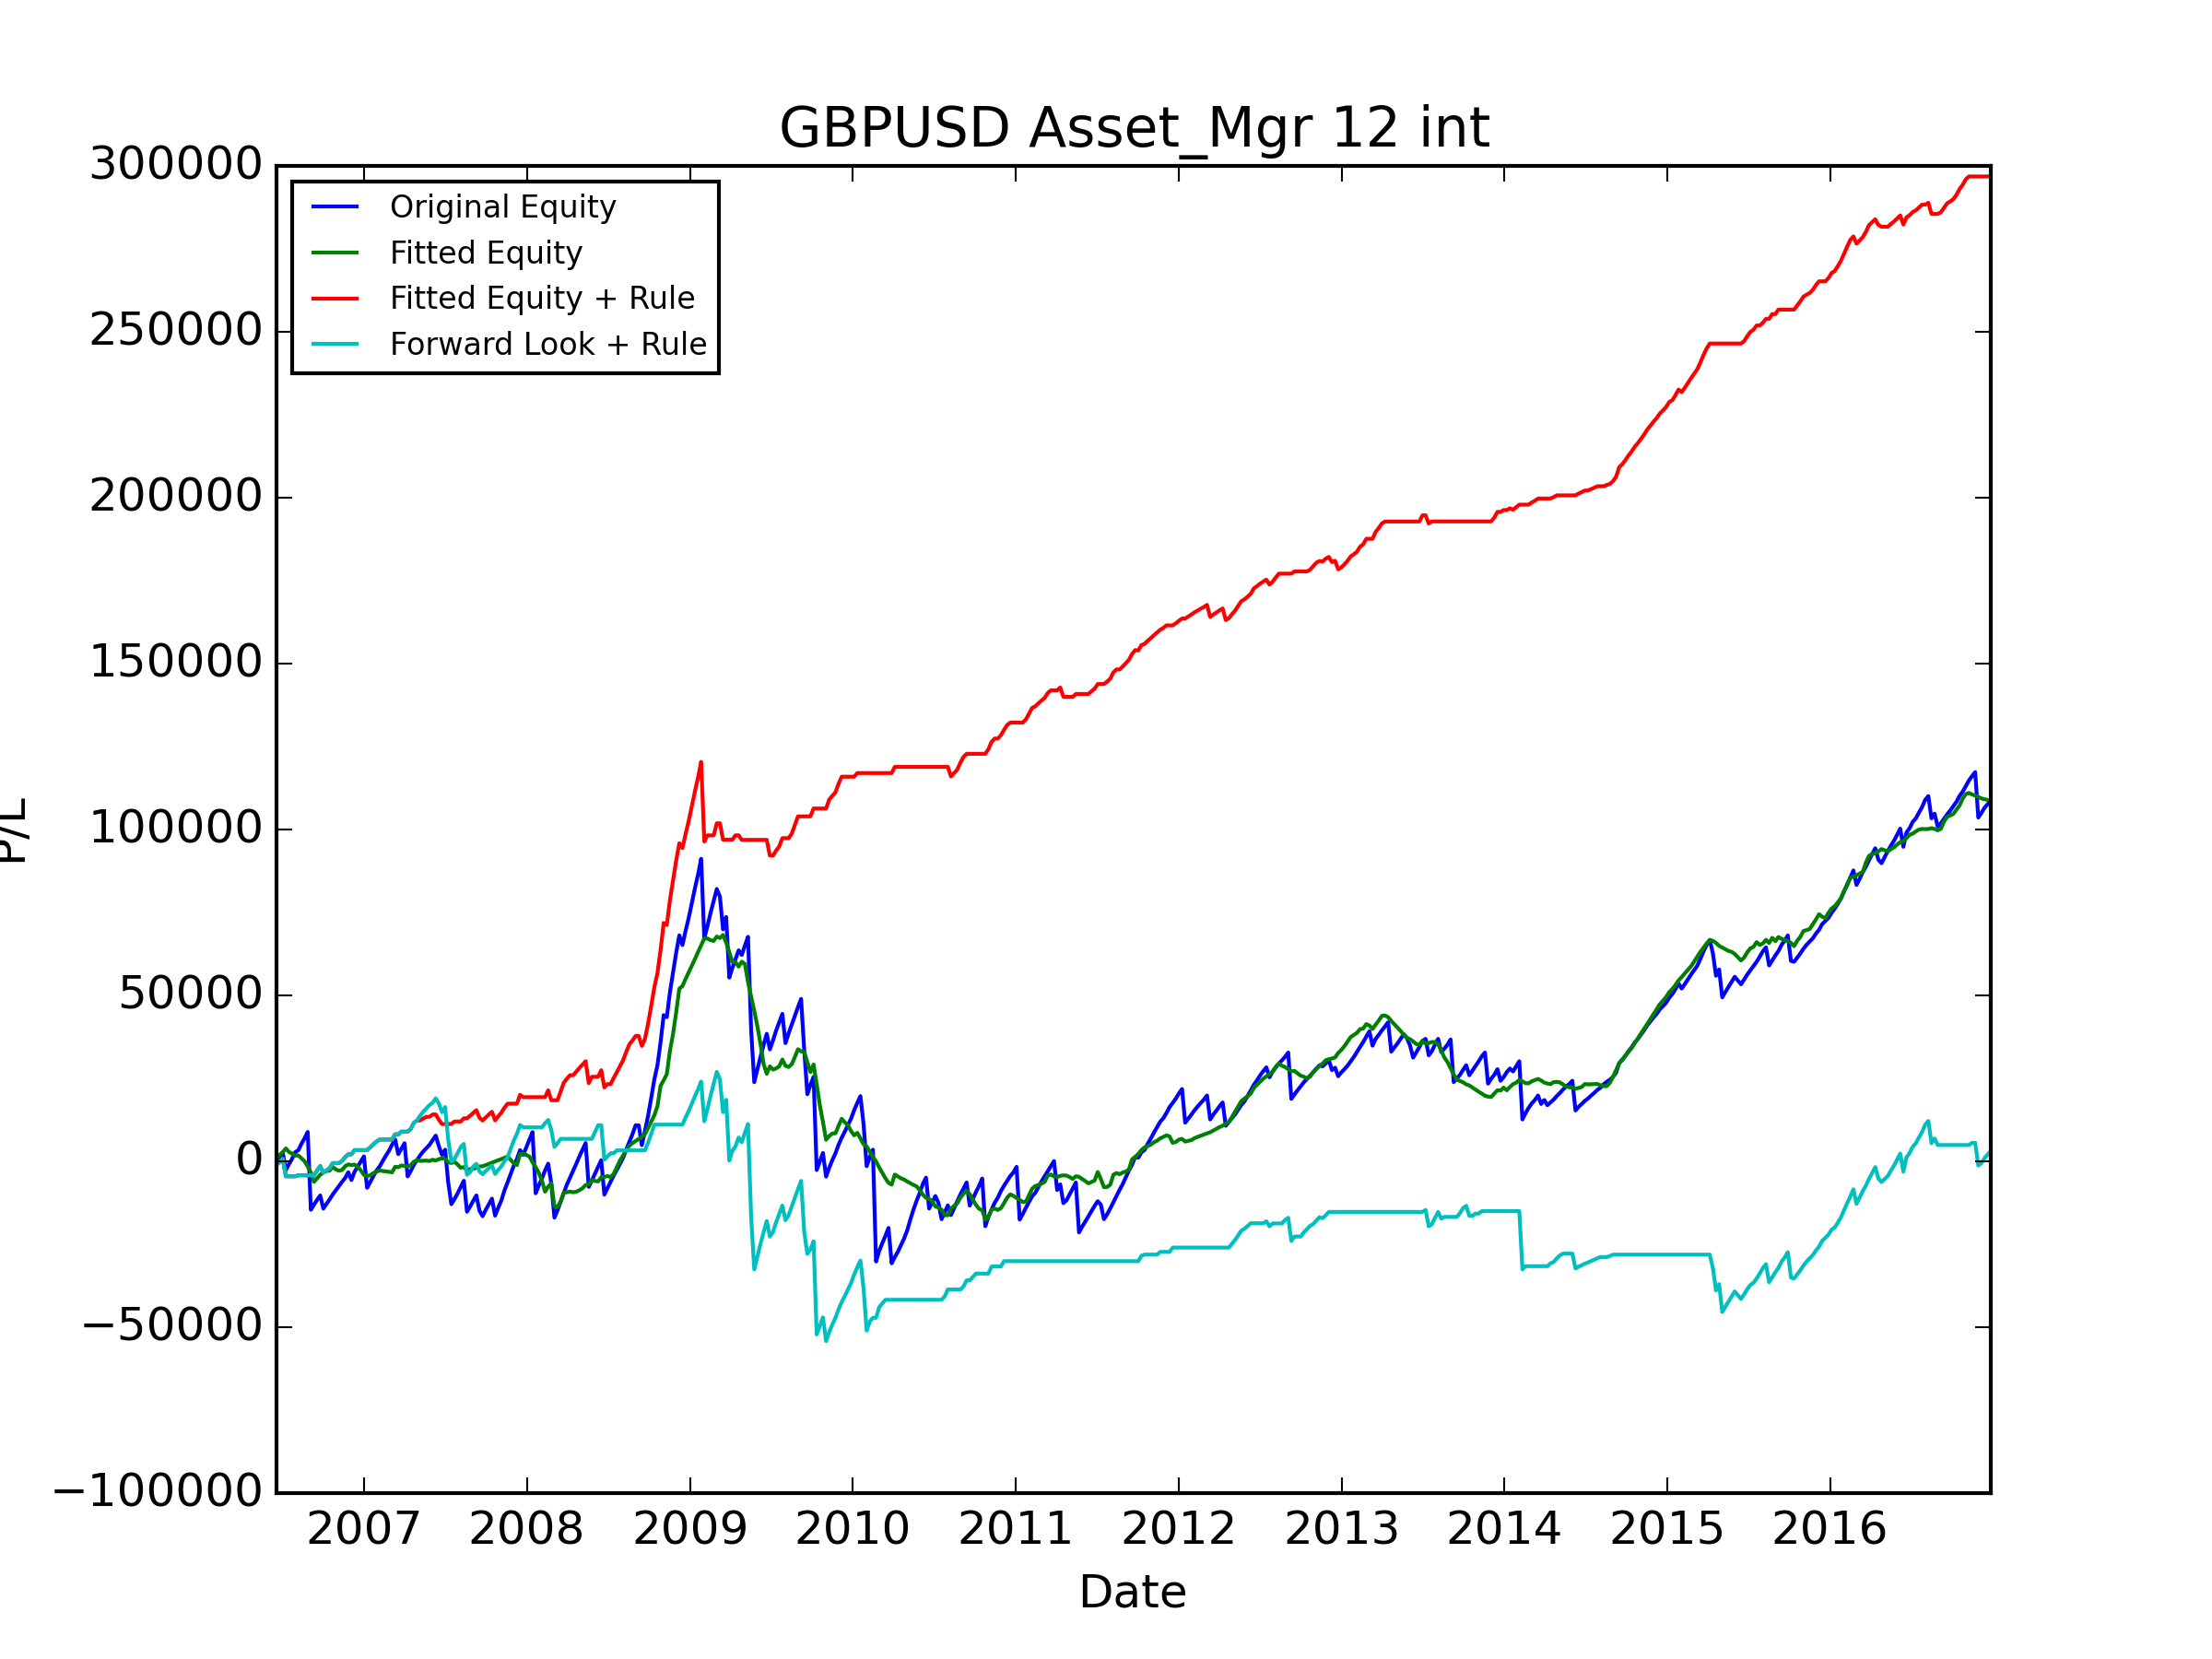 GBPUSD Asset_Mgr 12 int
300000
250000
200000
150000
100000
50000
0
−50000
−100000
P/L
Original Equity
Fitted Equity
Fitted Equity + Rule
Forward Look + Rule
2007 2008 2009 2010 2011 2012 2013 2014 2015 2016
Date